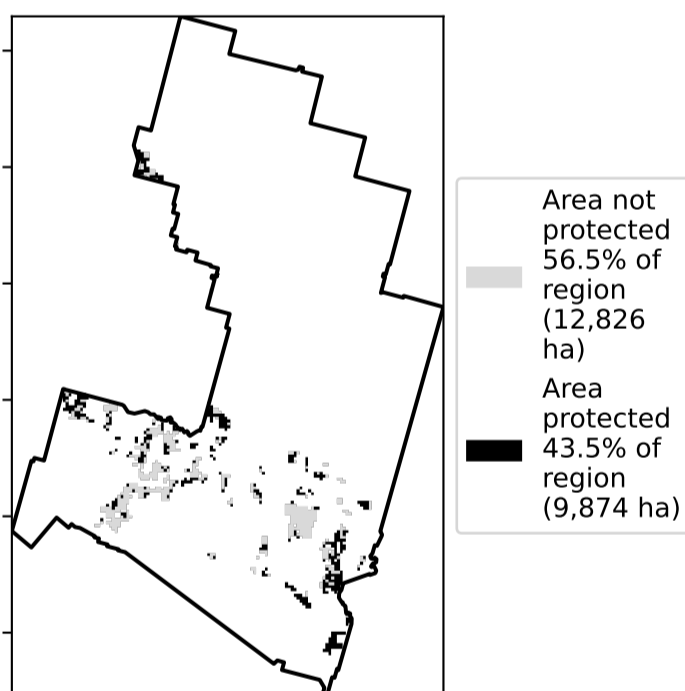 Area not
protected
56.5% of
region
(12,826
ha)
Area
protected
43.5% of
region
(9,874 ha)